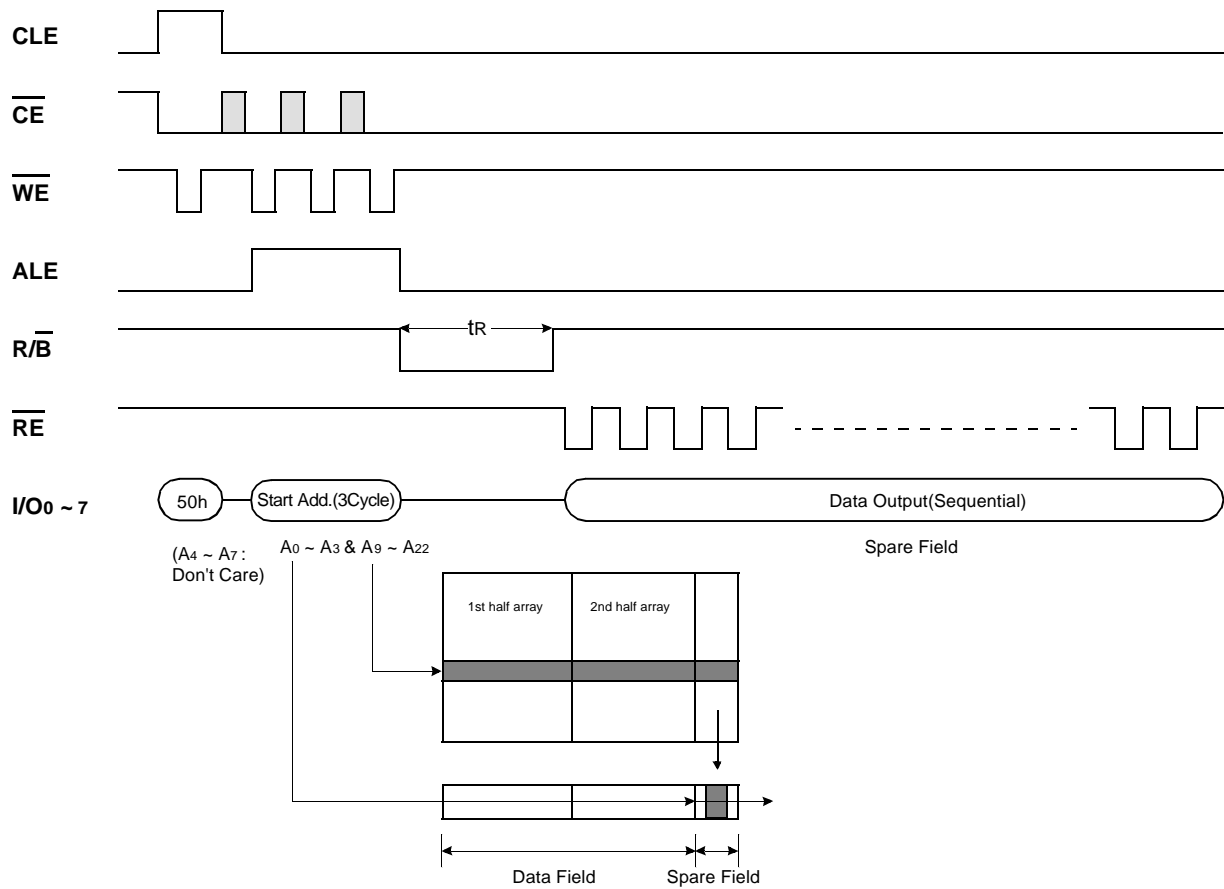 CLE
CE
WE
ALE
R/B
tR
RE
I/O0 ~ 7
50h
Start Add.(3Cycle)
Data Output(Sequential)
(A4 ~ A7 :
Don't Care)
A0 ~ A3 & A9 ~ A22
Spare Field
1st half array
2nd half array
Data Field
Spare Field